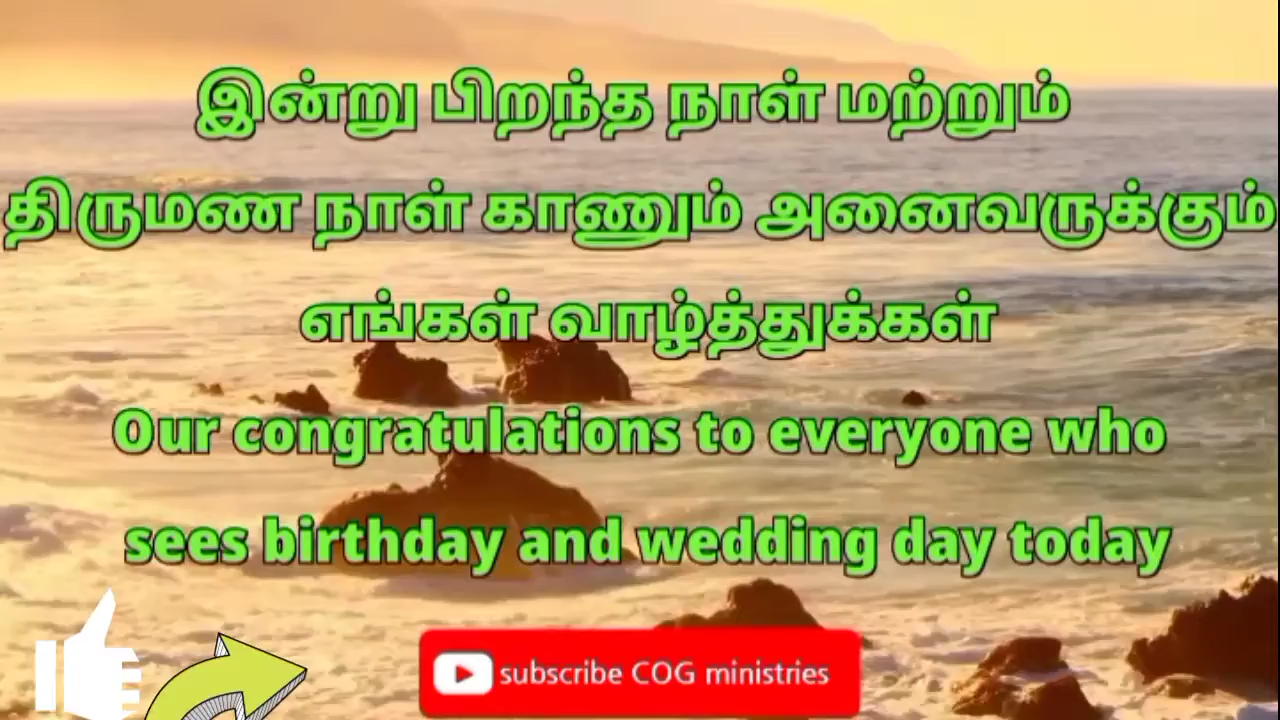 இன்று பிறந்த நாள் மற்றும்
திருமண நாள் காணும் அனைவருக்கும்
எங்கள் வாழ்த்துக்கள்
Our congratulations to everyone who
sees birthday and wedding day today
subscribe COG ministries